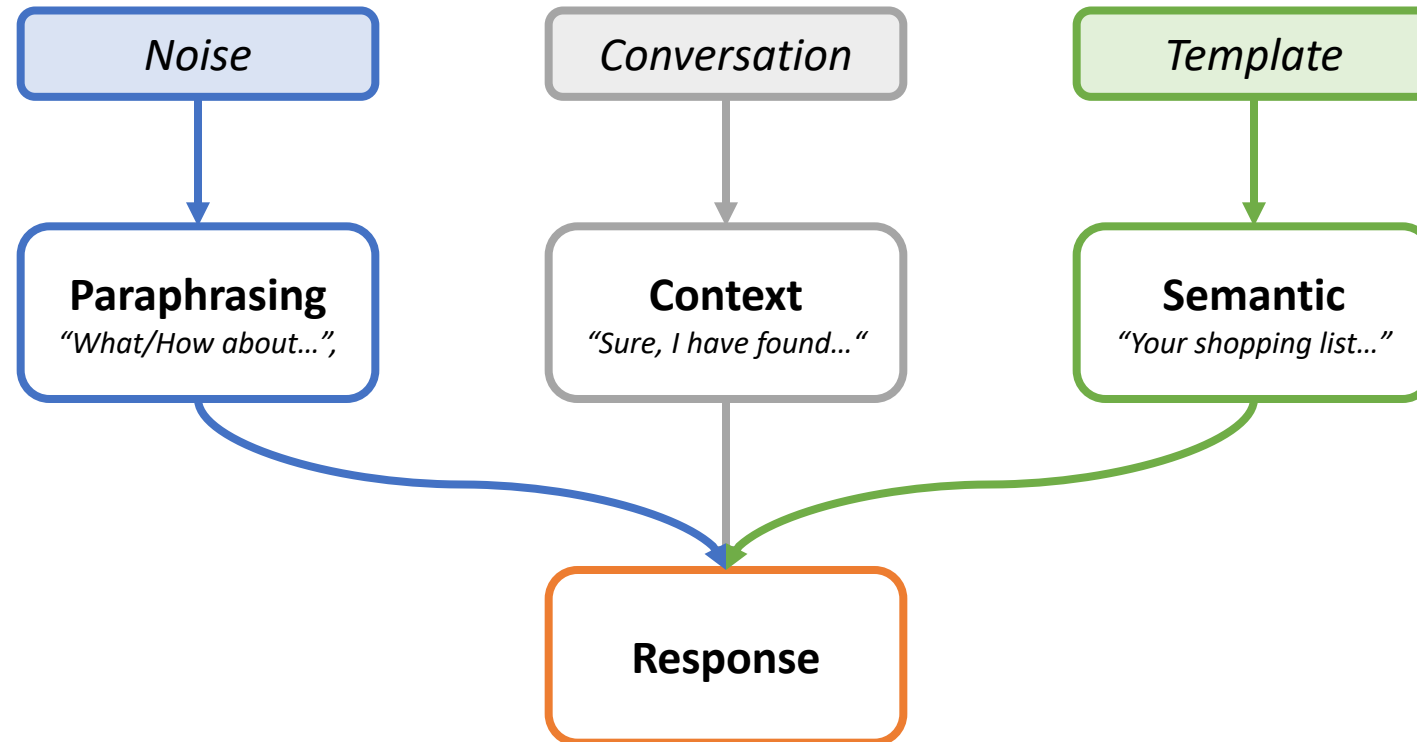 Noise
Conversation
Template
Paraphrasing
“What/How about…”,
Context
“Sure, I have found…“
Semantic
“Your shopping list…”
Response